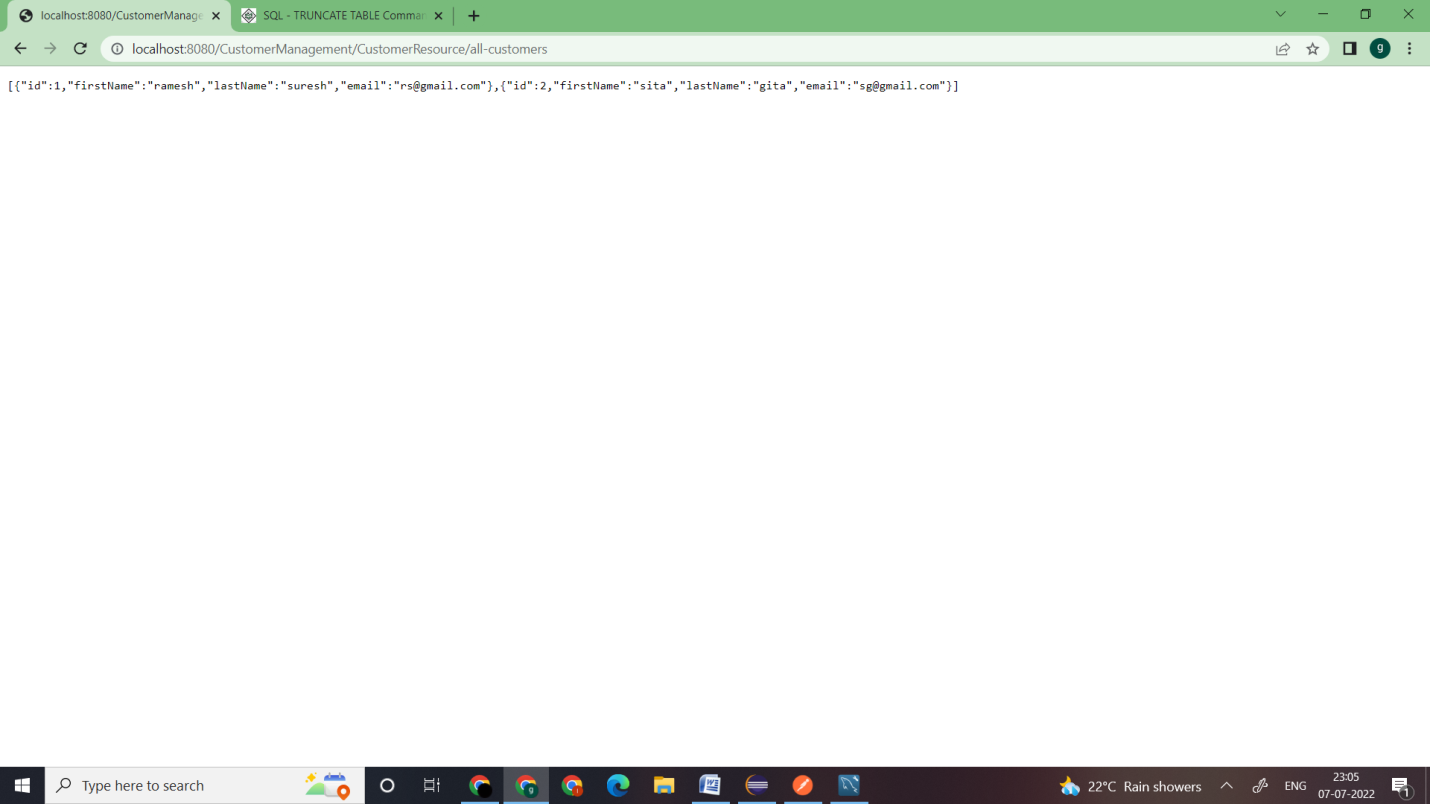 localhost:8080/CustomerManage
SQL - TRUNCATE TABLE Comman
localhost:8080/CustomerManagement/CustomerResource/all-customers
g
[{"id":1,"firstName":"ramesh","lastName":"suresh","email":"rs@gmail.com"},{"id":2,"firstName":"sita","lastName":"gita","email":"sg@gmail.com"}]
Type here to search
22°C Rain showers
ENG
23:05
07-07-2022
1